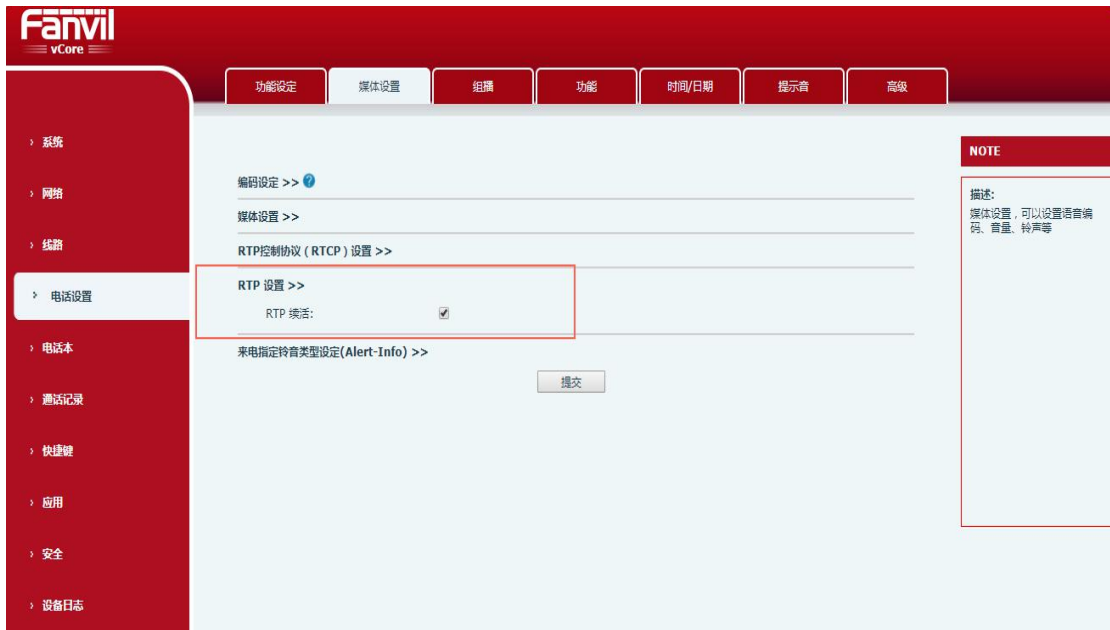 Fanvil
vCore
功能设定
媒体设置
组播
功能
时间/日期
提示音
高级
› 系统
› 网络
› 线路
› 电话设置
› 电话本
› 通话记录
› 快捷键
› 应用
› 安全
› 设备日志
编码设定 >> ?
媒体设置 >>
RTP控制协议 ( RTCP ) 设置 >>
RTP 设置 >>
RTP 续活:
来电指定铃音类型设定(Alert-Info) >>
提交
NOTE
描述:
媒体设置，可以设置语音编
码、音量、铃声等